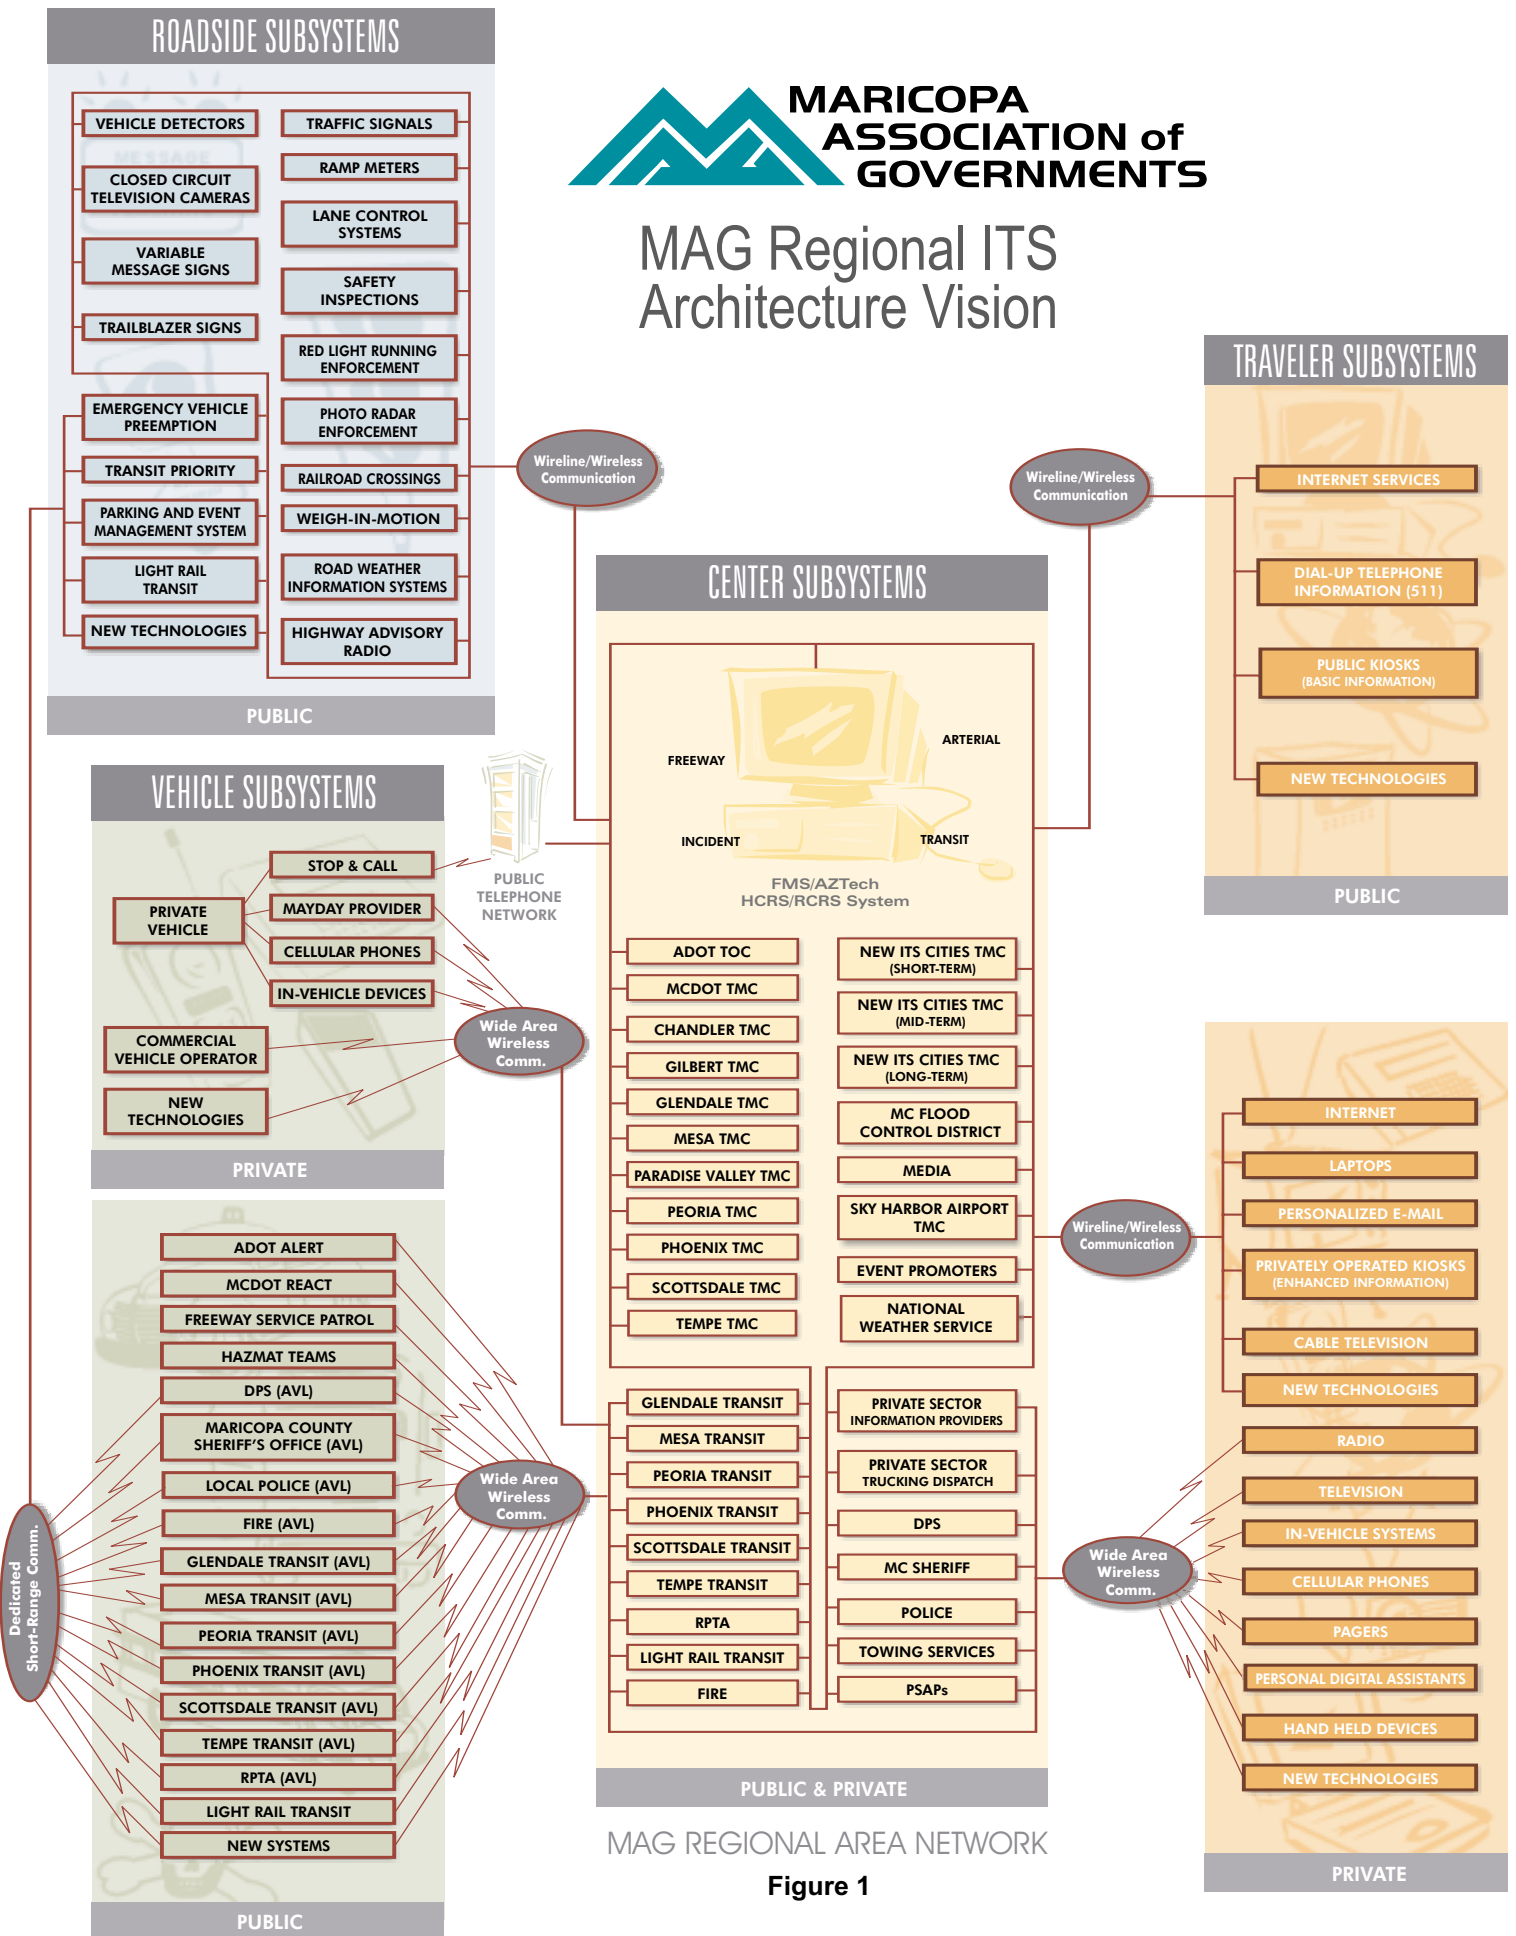 ROADSIDE SUBSYSTEMS
VEHICLE DETECTORS
CLOSED CIRCUIT
TELEVISION CAMERAS
VARIABLE
MESSAGE SIGNS
TRAILBLAZER SIGNS
EMERGENCY VEHICLE
PREEMPTION
TRANSIT PRIORITY
PARKING AND EVENT
MANAGEMENT SYSTEM
LIGHT RAIL
TRANSIT
NEW TECHNOLOGIES
TRAFFIC SIGNALS
RAMP METERS
LANE CONTROL
SYSTEMS
SAFETY
INSPECTIONS
RED LIGHT RUNNING
ENFORCEMENT
PHOTO RADAR
ENFORCEMENT
RAILROAD CROSSINGS
WEIGH-IN-MOTION
ROAD WEATHER
INFORMATION SYSTEMS
HIGHWAY ADVISORY
RADIO
MESSAGE
PUBLIC
MARICOPA
ASSOCIATION of
GOVERNMENTS
MAG Regional ITS
Architecture Vision
Wireline/Wireless
Communication
Wireline/Wireless
Communication
TRAVELER SUBSYSTEMS
INTERNET SERVICES
DIAL-UP TELEPHONE
INFORMATION (511)
PUBLIC KIOSKS
(BASIC INFORMATION)
NEW TECHNOLOGIES
PUBLIC
VEHICLE SUBSYSTEMS
PRIVATE
VEHICLE
STOP & CALL
MAYDAY PROVIDER
CELLULAR PHONES
IN-VEHICLE DEVICES
COMMERCIAL
VEHICLE OPERATOR
NEW
TECHNOLOGIES
PRIVATE
PUBLIC
TELEPHONE
NETWORK
Wide Area
Wireless
Comm.
ADOT ALERT
MCDOT REACT
FREEWAY SERVICE PATROL
HAZMAT TEAMS
DPS (AVL)
MARICOPA COUNTY
SHERIFF'S OFFICE (AVL)
LOCAL POLICE (AVL)
FIRE (AVL)
GLENDALE TRANSIT (AVL)
MESA TRANSIT (AVL)
PEORIA TRANSIT (AVL)
PHOENIX TRANSIT (AVL)
SCOTTSDALE TRANSIT (AVL)
TEMPE TRANSIT (AVL)
RPTA (AVL)
LIGHT RAIL TRANSIT
NEW SYSTEMS
PUBLIC
Dedicated
Short-Range Comm.
Wide Area
Wireless
Comm.
CENTER SUBSYSTEMS
FREEWAY
ARTERIAL
INCIDENT
TRANSIT
FMS/AZTech
HCRS/RCRS System
ADOT TOC
MCDOT TMC
CHANDLER TMC
GILBERT TMC
GLENDALE TMC
MESA TMC
PARADISE VALLEY TMC
PEORIA TMC
PHOENIX TMC
SCOTTSDALE TMC
TEMPE TMC
NEW ITS CITIES TMC
(SHORT-TERM)
NEW ITS CITIES TMC
(MID-TERM)
NEW ITS CITIES TMC
(LONG-TERM)
MC FLOOD
CONTROL DISTRICT
MEDIA
SKY HARBOR AIRPORT
TMC
EVENT PROMOTERS
NATIONAL
WEATHER SERVICE
GLENDALE TRANSIT
MESA TRANSIT
PEORIA TRANSIT
PHOENIX TRANSIT
SCOTTSDALE TRANSIT
TEMPE TRANSIT
RPTA
LIGHT RAIL TRANSIT
FIRE
PRIVATE SECTOR
INFORMATION PROVIDERS
PRIVATE SECTOR
TRUCKING DISPATCH
DPS
MC SHERIFF
POLICE
TOWING SERVICES
PSAPs
PUBLIC & PRIVATE
MAG REGIONAL AREA NETWORK
Figure 1
Wireline/Wireless
Communication
Wide Area
Wireless
Comm.
INTERNET
LAPTOPS
PERSONALIZED E-MAIL
PRIVATELY OPERATED KIOSKS
(ENHANCED INFORMATION)
CABLE TELEVISION
NEW TECHNOLOGIES
RADIO
TELEVISION
IN-VEHICLE SYSTEMS
CELLULAR PHONES
PAGERS
PERSONAL DIGITAL ASSISTANTS
HAND HELD DEVICES
NEW TECHNOLOGIES
PRIVATE